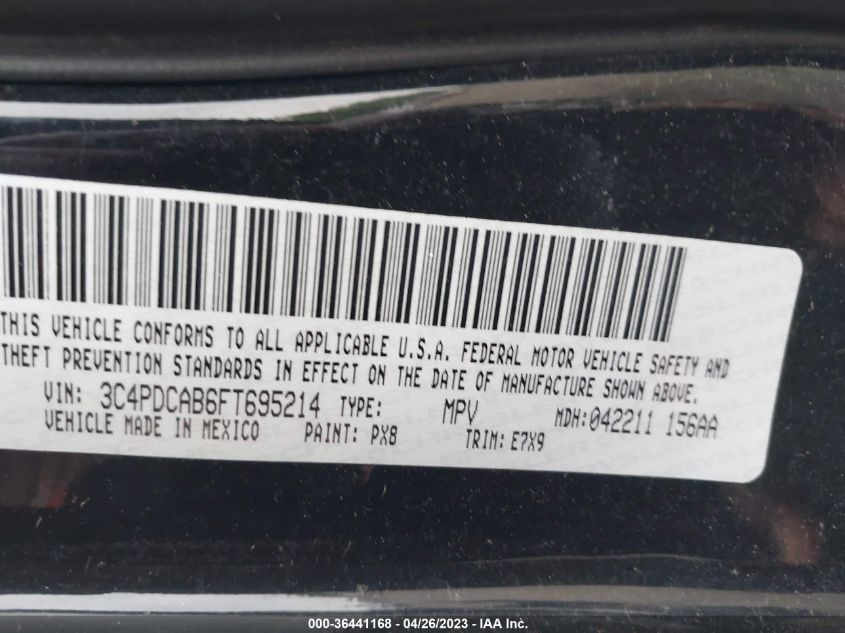 THIS VEHICLE CONFORMS TO ALL APPLICABLE U.S.A. FEDERAL MOTOR VEHICLE SAFETY AND
THEFT PREVENTION STANDARDS IN EFFECT ON THE DATE OF MANUFACTURE SHOWN ABOVE.
VIN: 3C4PDCAB6FT695214 TYPE: MPV MDH:042211 156AA
VEHICLE MADE IN MEXICO PAINT: PX8 TRIM: E7X9
000-36441168 - 04/26/2023 - IAA Inc.